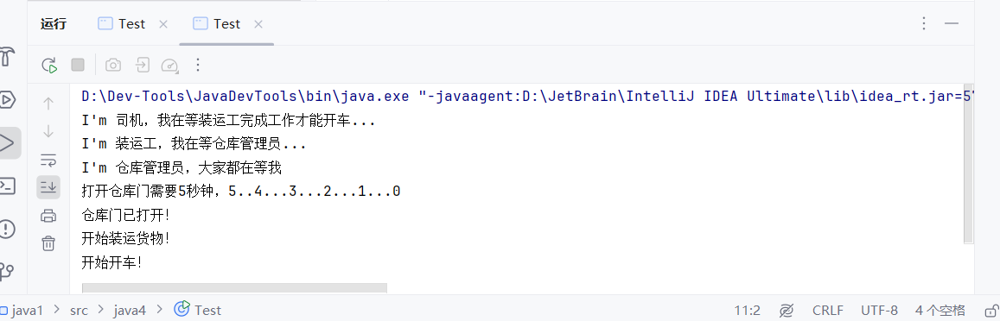 运行 Test Test
D:\Dev-Tools\JavaDevTools\bin\java.exe "-javaagent:D:\JetBrain\IntelliJ IDEA Ultimate\lib\idea_rt.jar=5
I'm 司机，我在等装运工完成工作才能开车...
I'm 装运工，我在等仓库管理员...
I'm 仓库管理员，大家都在等我
打开仓库门需要5秒钟，5..4...3...2...1...0
仓库门已打开！
开始装运货物！
开始开车！
java1 > src > java4 > Test 11:2 CRLF UTF-8 4 个空格